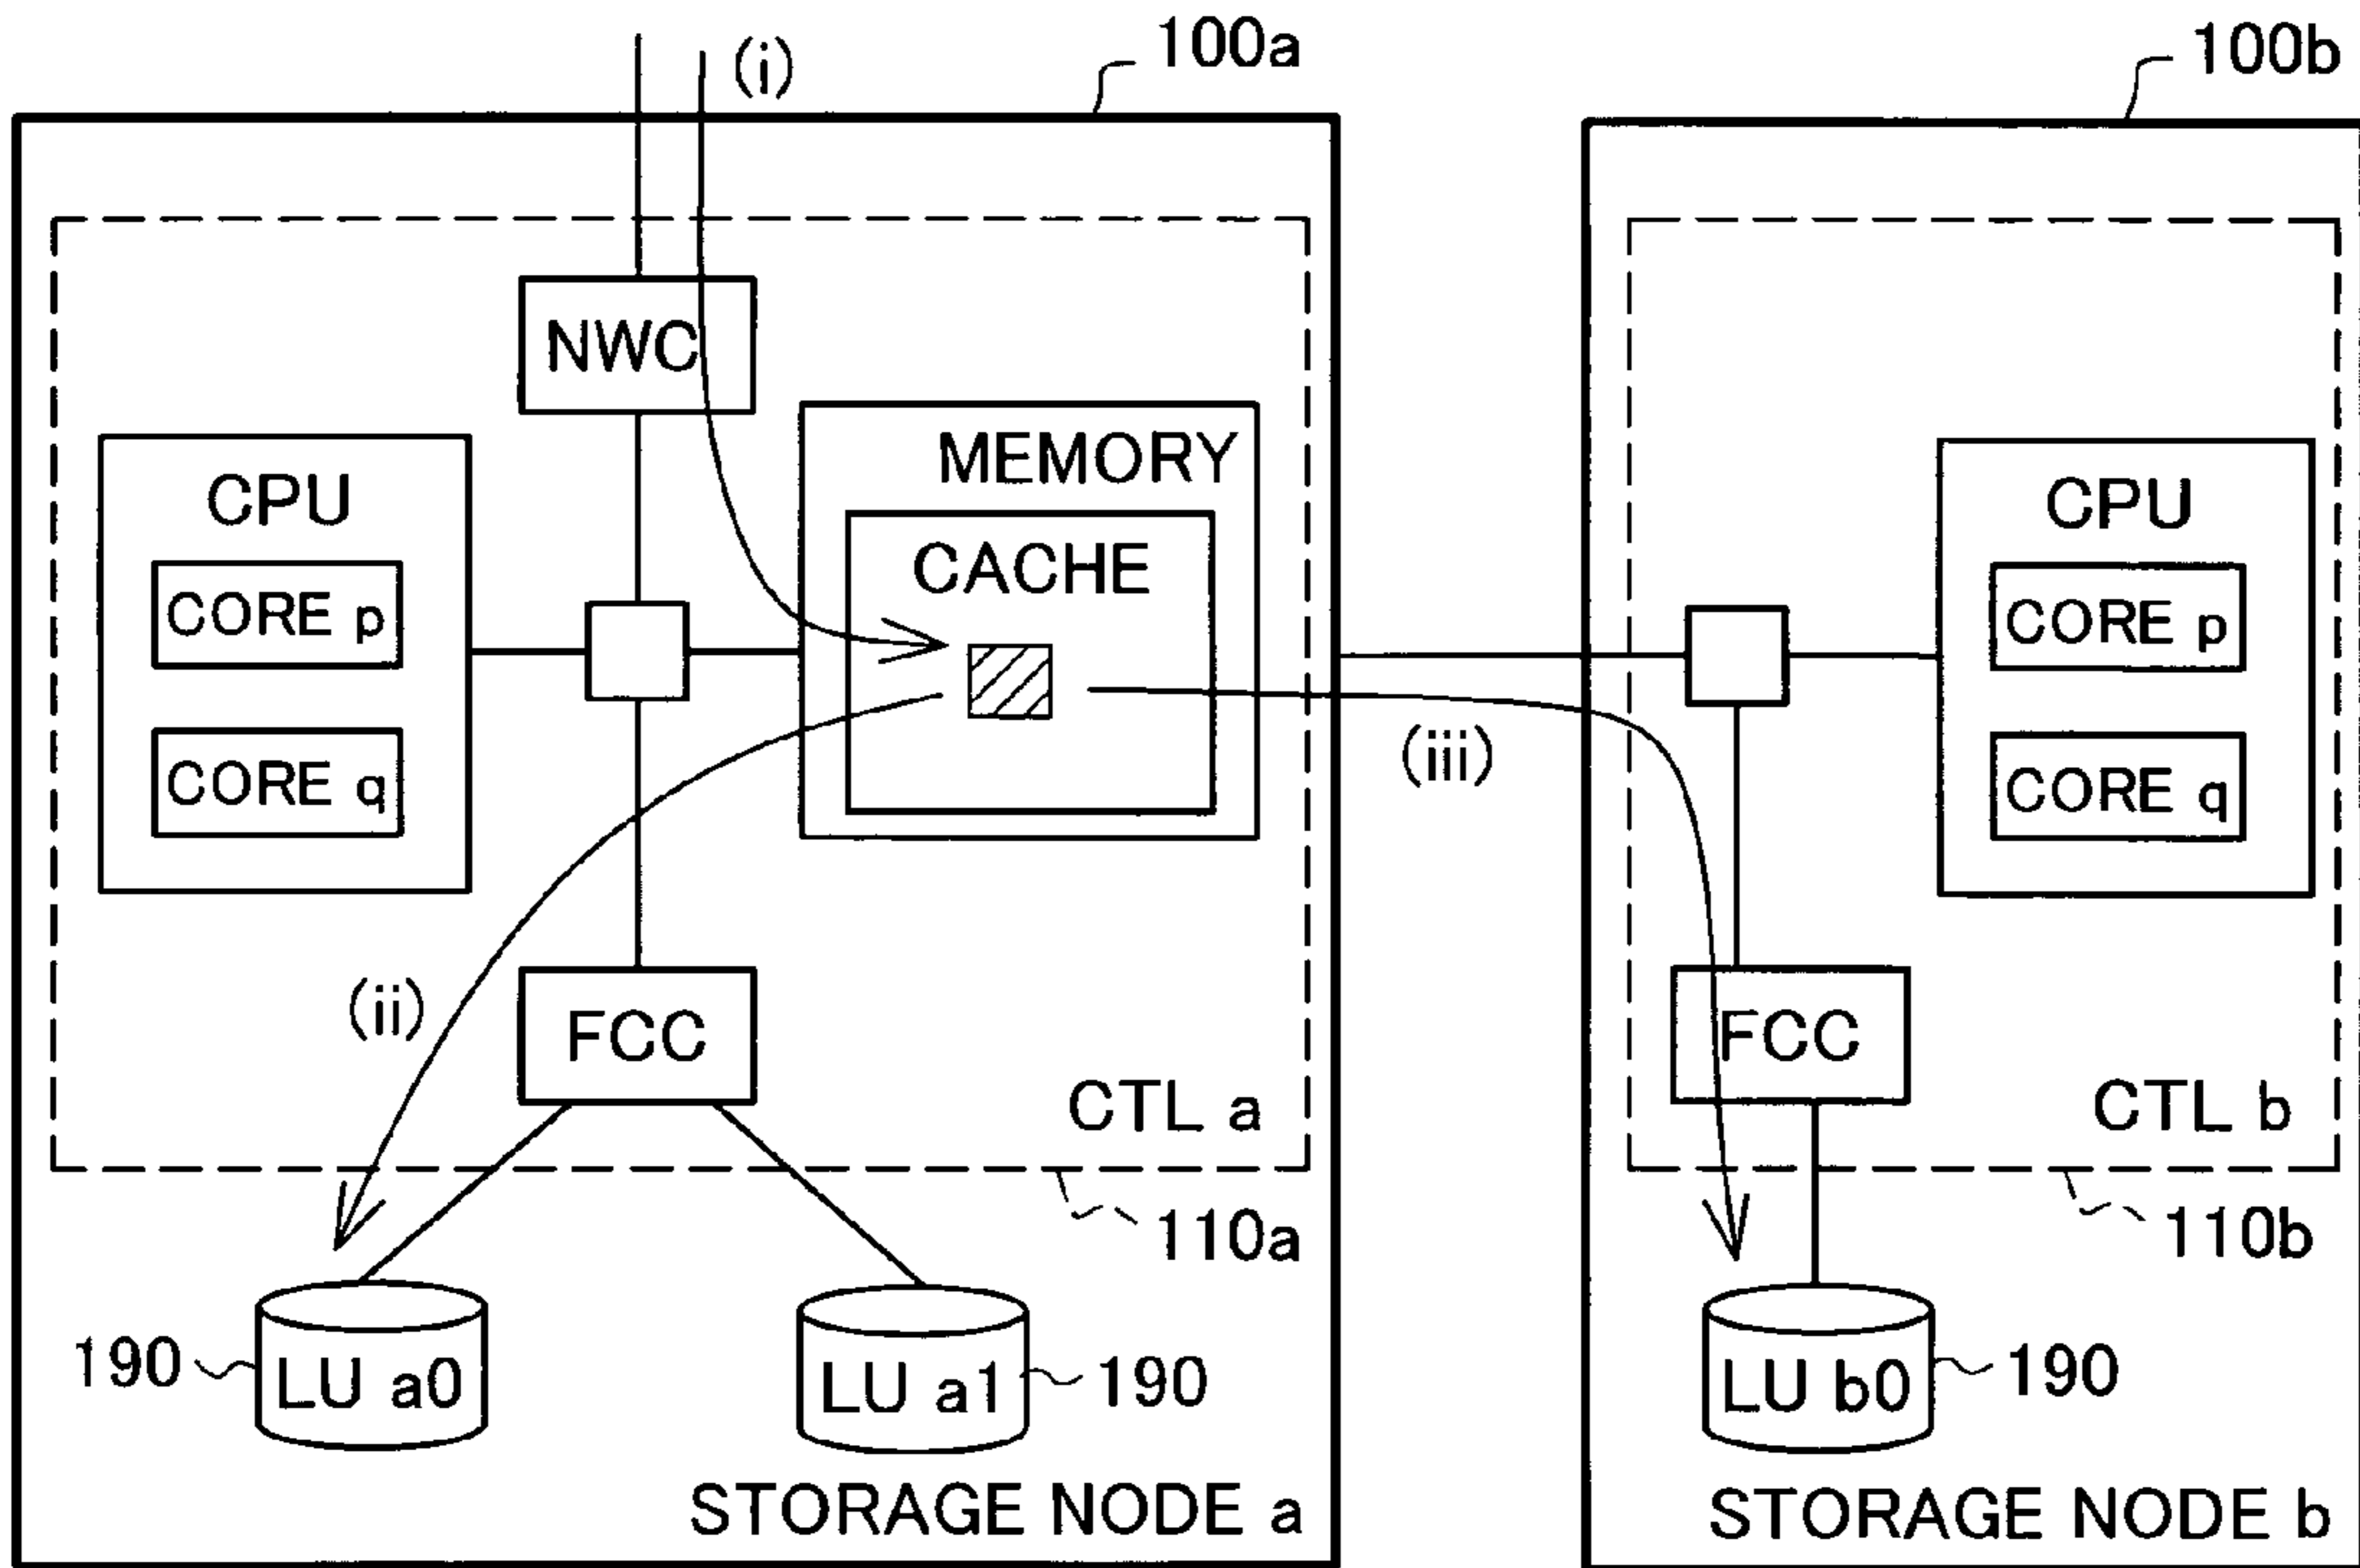 (i)
100a
100b
NWC
MEMORY
CACHE
CPU
CORE p
CORE q
CPU
CORE p
CORE q
(ii)
(iii)
FCC
FCC
CTL a
CTL b
110a
110b
190
LU a0
LU a1
190
LU b0
190
STORAGE NODE a
STORAGE NODE b